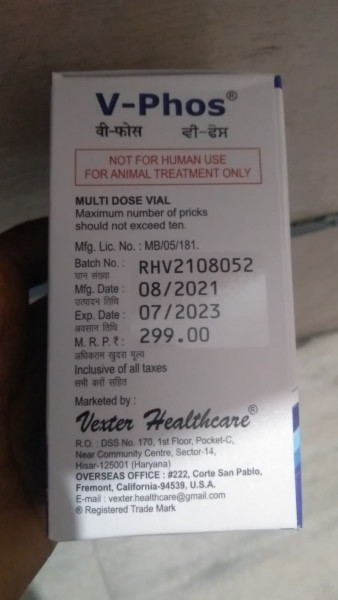 V-Phos®
वी-फोस ਵੀ-ਫੋਸ
NOT FOR HUMAN USE
FOR ANIMAL TREATMENT ONLY
MULTI DOSE VIAL
Maximum number of pricks
should not exceed ten.
Mfg. Lic. No. : MB/05/181.
Batch No. : RHV2108052
घान संख्या
Mfg. Date : 08/2021
उत्पादन तिथि
Exp. Date : 07/2023
अवसान तिथि
M. R. P. ₹ : 299.00
अधिकतम खुदरा मूल्य
Inclusive of all taxes
सभी करों सहित
Marketed by :
Vexter Healthcare®
R.O. : DSS No. 170, 1st Floor, Pocket-C,
Near Community Centre, Sector-14,
Hisar-125001 (Haryana)
OVERSEAS OFFICE : #222, Corte San Pablo,
Fremont, California-94539, U.S.A.
E-mail : vexter.healthcare@gmail.com
® Registered Trade Mark